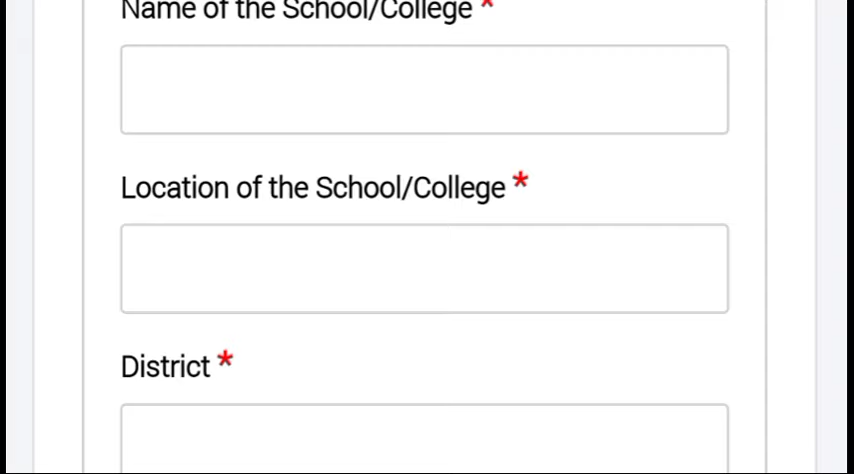 Name of the School/College *
Location of the School/College *
District *